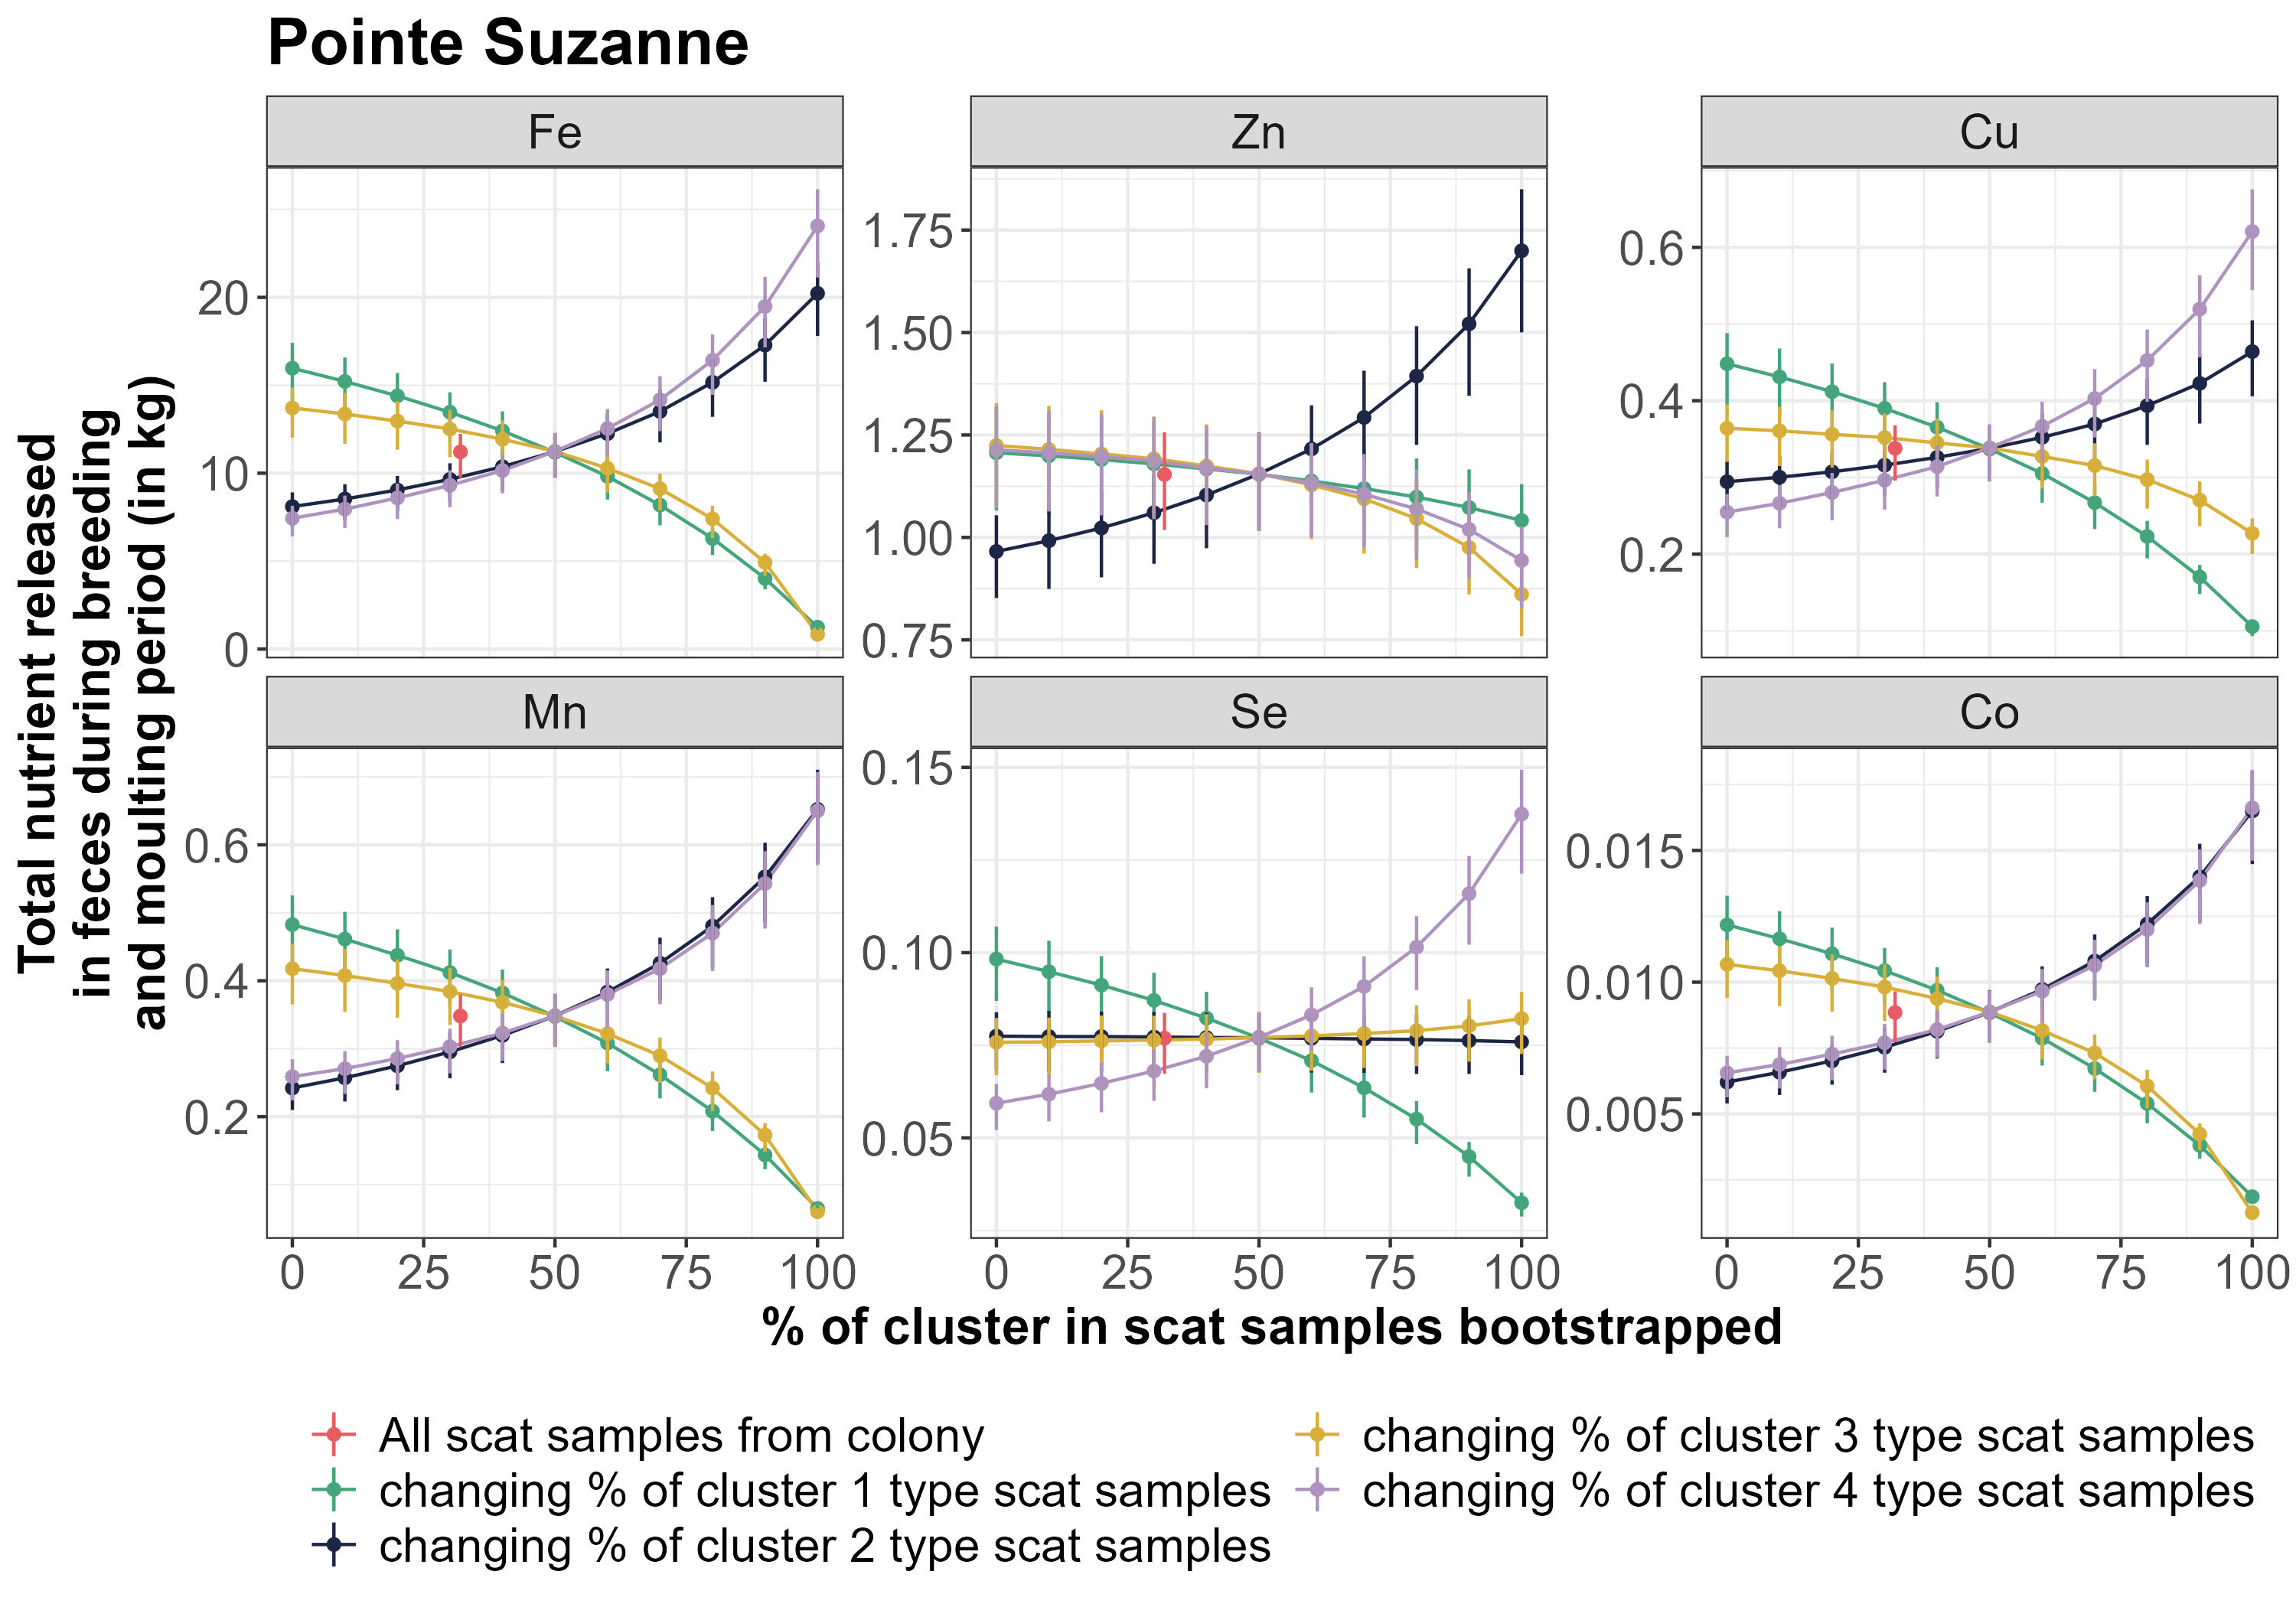 Pointe Suzanne
Fe
Zn
Cu
20
10
0
1.75
1.50
1.25
1.00
0.75
0.6
0.4
0.2
Total nutrient released
in feces during breeding
and moulting period (in kg)
Mn
Se
Co
0.6
0.4
0.2
0.15
0.10
0.05
0.015
0.010
0.005
0 25 50 75 100
0 25 50 75 100
0 25 50 75 100
% of cluster in scat samples bootstrapped
All scat samples from colony
changing % of cluster 1 type scat samples
changing % of cluster 2 type scat samples
changing % of cluster 3 type scat samples
changing % of cluster 4 type scat samples